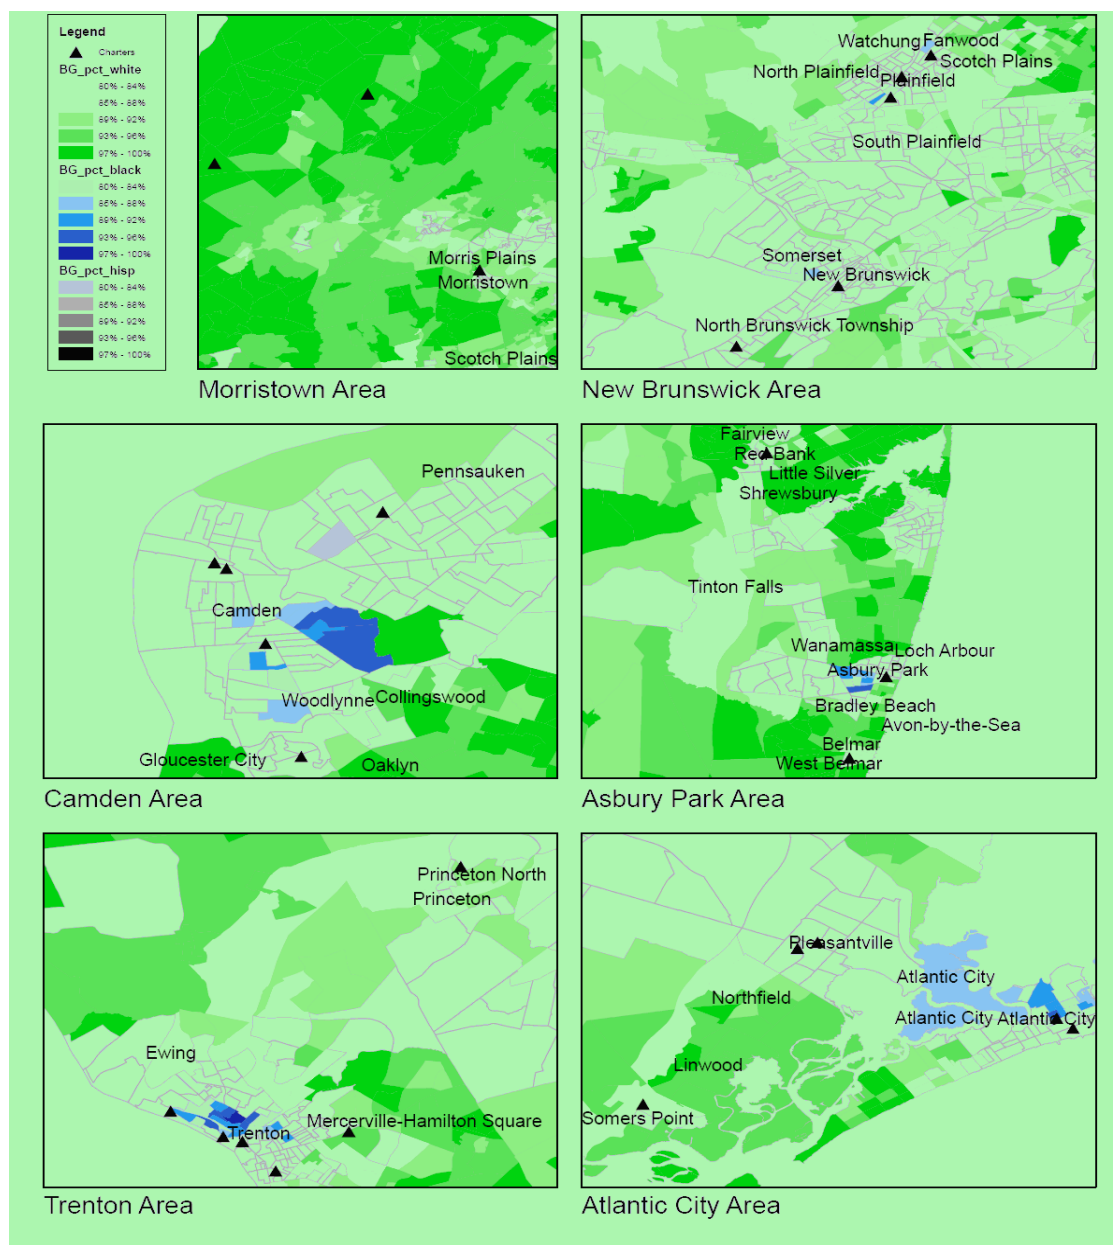 Legend
Charters
BG_pct_white
80% - 84%
85% - 88%
89% - 92%
93% - 96%
97% - 100%
BG_pct_black
80% - 84%
85% - 88%
89% - 92%
93% - 96%
97% - 100%
BG_pct_hisp
80% - 84%
85% - 88%
89% - 92%
93% - 96%
97% - 100%
Morris Plains
Morristown
Scotch Plains
Morristown Area
Watchung Fanwood
Scotch Plains
North Plainfield
Plainfield
South Plainfield
Somerset
New Brunswick
North Brunswick Township
New Brunswick Area
Pennsauken
Camden
Woodlynne Collingswood
Gloucester City
Oaklyn
Camden Area
Fairview
Red Bank
Little Silver
Shrewsbury
Tinton Falls
Wanamassa Loch Arbour
Asbury Park
Bradley Beach
Avon-by-the-Sea
Belmar
West Belmar
Asbury Park Area
Princeton North
Princeton
Ewing
Mercerville-Hamilton Square
Trenton
Trenton Area
Pleasantville
Atlantic City
Northfield
Atlantic City Atlantic City
Linwood
Somers Point
Atlantic City Area